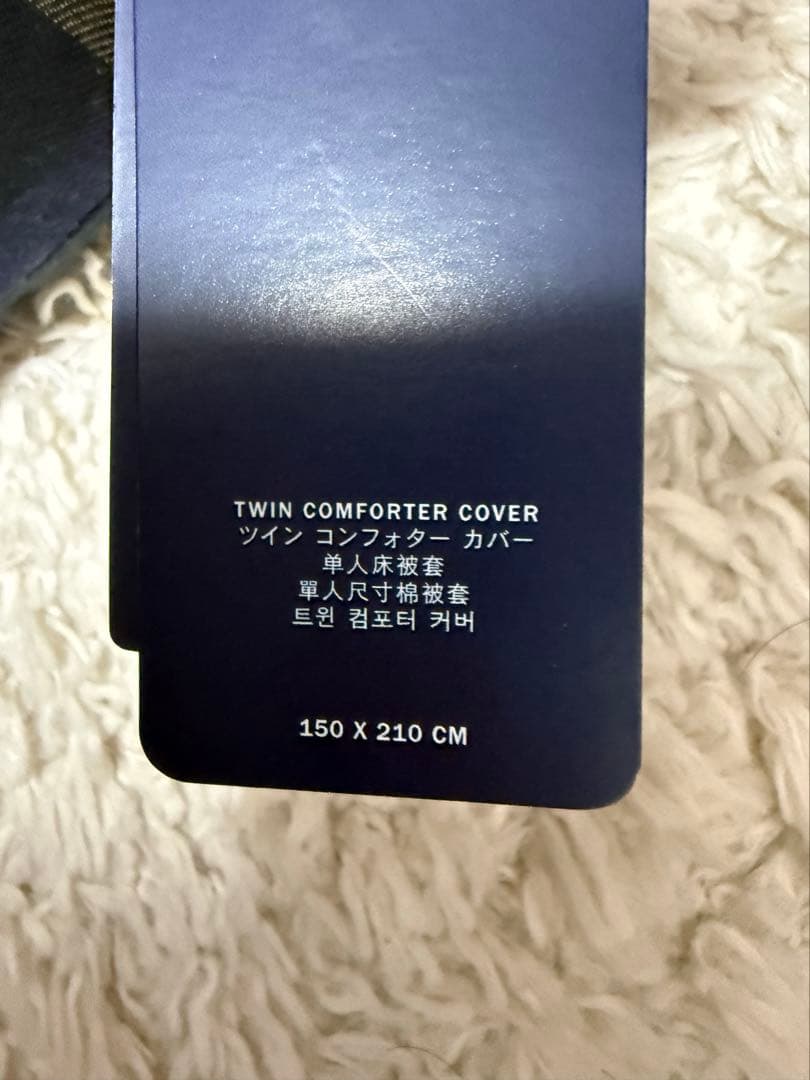 TWIN COMFORTER COVER
ツイン コンフォター カバー
单人床被套
單人尺寸棉被套
트윈 컴포터 커버
150 X 210 CM